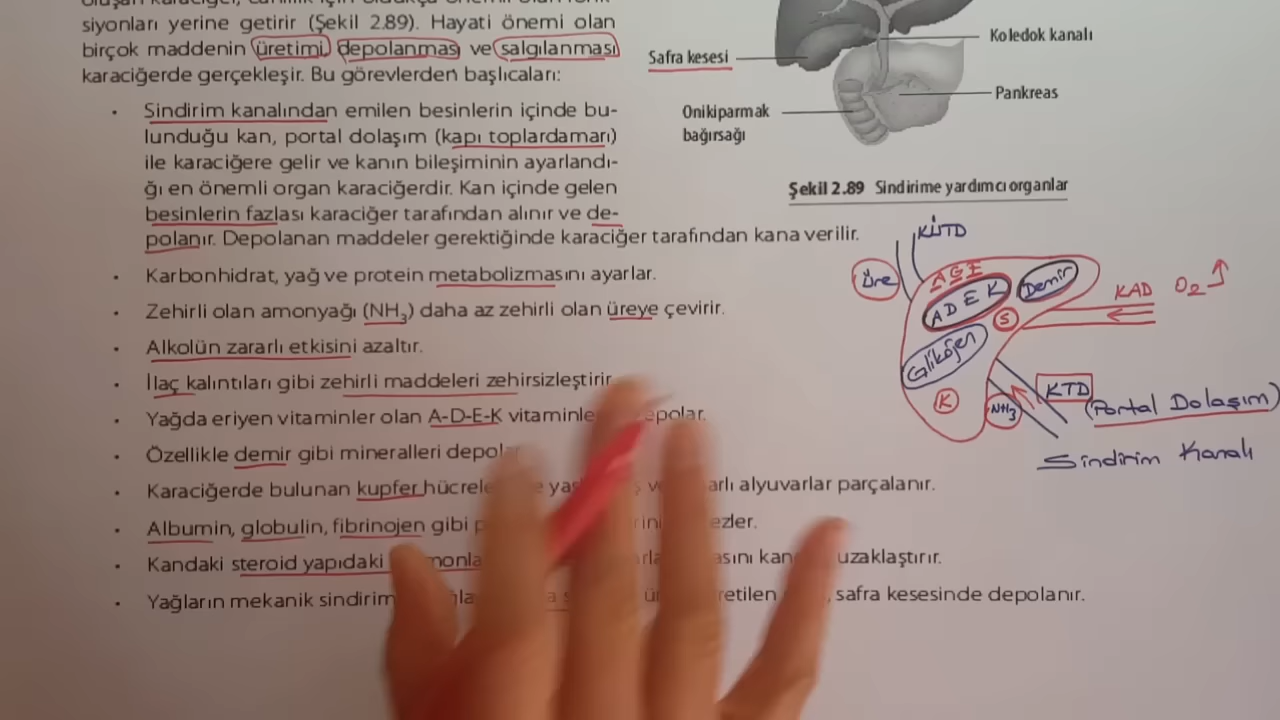 siyonları yerine getirir (Şekil 2.89). Hayati önemi olan
birçok maddenin üretimi, depolanması ve salgılanması
karaciğerde gerçekleşir. Bu görevlerden başlıcaları:
• Sindirim kanalından emilen besinlerin içinde bu-
lunduğu kan, portal dolaşım (kapı toplardamarı)
ile karaciğere gelir ve kanın bileşiminin ayarlandı-
ğı en önemli organ karaciğerdir. Kan içinde gelen
besinlerin fazlası karaciğer tarafından alınır ve de-
polanır. Depolanan maddeler gerektiğinde karaciğer tarafından kana verilir.
• Karbonhidrat, yağ ve protein metabolizmasını ayarlar.
• Zehirli olan amonyağı (NH3) daha az zehirli olan üreye çevirir.
• Alkolün zararlı etkisini azaltır.
• İlaç kalıntıları gibi zehirli maddeleri zehirsizleştirir
• Yağda eriyen vitaminler olan A-D-E-K depolar.
• Özellikle demir gibi mineralleri
• Karaciğerde bulunan kupfer alyuvarlar parçalanır.
• Albumin, globulin, fibrinojen gibi
• Kandaki steroid yapıdaki uzaklaştırır.
• Yağların mekanik safra kesesinde depolanır.
Koledok kanalı
Safra kesesi
Pankreas
Onikiparmak
bağırsağı
Şekil 2.89 Sindirime yardımcı organlar
KÜTD
Üre
AGF
ADEK
Demir
KAD O2
S
Glikojen
K
NH3
KTD
(Portal Dolaşım)
Sindirim Kanalı